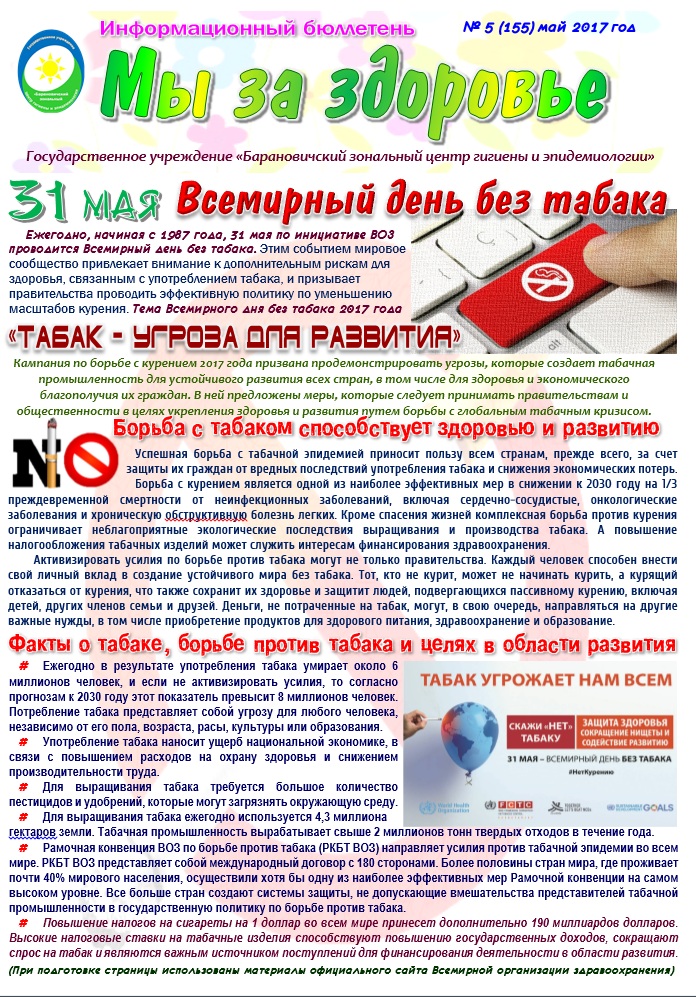 Информационный бюллетень
№ 5 (155) май 2017 год
Мы за здоровье
Государственное учреждение «Барановичский зональный центр гигиены и эпидемиологии»
31 МАЯ Всемирный день без табака
Ежегодно, начиная с 1987 года, 31 мая по инициативе ВОЗ
проводится Всемирный день без табака. Этим событием мировое
сообщество привлекает внимание к дополнительным рискам для
здоровья, связанным с употреблением табака, и призывает
правительства проводить эффективную политику по уменьшению
масштабов курения. Тема Всемирного дня без табака 2017 года
alt
«ТАБАК - УГРОЗА ДЛЯ РАЗВИТИЯ»
Кампания по борьбе с курением 2017 года призвана продемонстрировать угрозы, которые создает табачная
промышленность для устойчивого развития всех стран, в том числе для здоровья и экономического
благополучия их граждан. В ней предложены меры, которые следует принимать правительствам и
общественности в целях укрепления здоровья и развития путем борьбы с глобальным табачным кризисом.
NO
Борьба с табаком способствует здоровью и развитию
Успешная борьба с табачной эпидемией приносит пользу всем странам, прежде всего, за счет
защиты их граждан от вредных последствий употребления табака и снижения экономических потерь.
Борьба с курением является одной из наиболее эффективных мер в снижении к 2030 году на 1/3
преждевременной смертности от неинфекционных заболеваний, включая сердечно-сосудистые, онкологические
заболевания и хроническую обструктивную болезнь легких. Кроме спасения жизней комплексная борьба против курения
ограничивает неблагоприятные экологические последствия выращивания и производства табака. А повышение
налогообложения табачных изделий может служить интересам финансирования здравоохранения.
Активизировать усилия по борьбе против табака могут не только правительства. Каждый человек способен внести
свой личный вклад в создание устойчивого мира без табака. Тот, кто не курит, может не начинать курить, а курящий
отказаться от курения, что также сохранит их здоровье и защитит людей, подвергающихся пассивному курению, включая
детей, других членов семьи и друзей. Деньги, не потраченные на табак, могут, в свою очередь, направляться на другие
важные нужды, в том числе приобретение продуктов для здорового питания, здравоохранение и образование.
Факты о табаке, борьбе против табака и целях в области развития
# Ежегодно в результате употребления табака умирает около 6
миллионов человек, и если не активизировать усилия, то согласно
прогнозам к 2030 году этот показатель превысит 8 миллионов человек.
Потребление табака представляет собой угрозу для любого человека,
независимо от его пола, возраста, расы, культуры или образования.
# Употребление табака наносит ущерб национальной экономике, в
связи с повышением расходов на охрану здоровья и снижением
производительности труда.
# Для выращивания табака требуется большое количество
пестицидов и удобрений, которые могут загрязнять окружающую среду.
# Для выращивания табака ежегодно используется 4,3 миллиона
гектаров земли. Табачная промышленность вырабатывает свыше 2 миллионов тонн твердых отходов в течение года.
ТАБАК УГРОЖАЕТ НАМ ВСЕМ
СКАЖИ «НЕТ»
ТАБАКУ
ЗАЩИТА ЗДОРОВЬЯ
СОКРАЩЕНИЕ НИЩЕТЫ И
СОДЕЙСТВИЕ РАЗВИТИЮ
31 МАЯ – ВСЕМИРНЫЙ ДЕНЬ БЕЗ ТАБАКА
#НетКурению
World Health
Organization
FCTC
GOALS
# Рамочная конвенция ВОЗ по борьбе против табака (РКБТ ВОЗ) направляет усилия против табачной эпидемии во всем
мире. РКБТ ВОЗ представляет собой международный договор с 180 сторонами. Более половины стран мира, где проживает
почти 40% мирового населения, осуществили хотя бы одну из наиболее эффективных мер Рамочной конвенции на самом
высоком уровне. Все больше стран создают системы защиты, не допускающие вмешательства представителей табачной
промышленности в государственную политику по борьбе против табака.
# Повышение налогов на сигареты на 1 доллар во всем мире принесет дополнительно 190 миллиардов долларов.
Высокие налоговые ставки на табачные изделия способствуют повышению государственных доходов, сокращают
спрос на табак и являются важным источником поступлений для финансирования деятельности в области развития.
(При подготовке страницы использованы материалы официального сайта Всемирной организации здравоохранения)